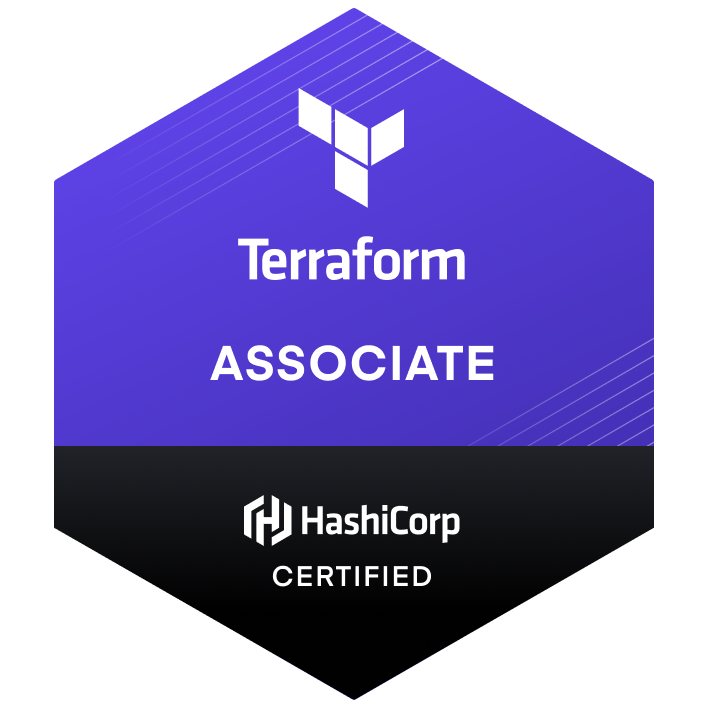 Terraform
ASSOCIATE
HashiCorp
CERTIFIED